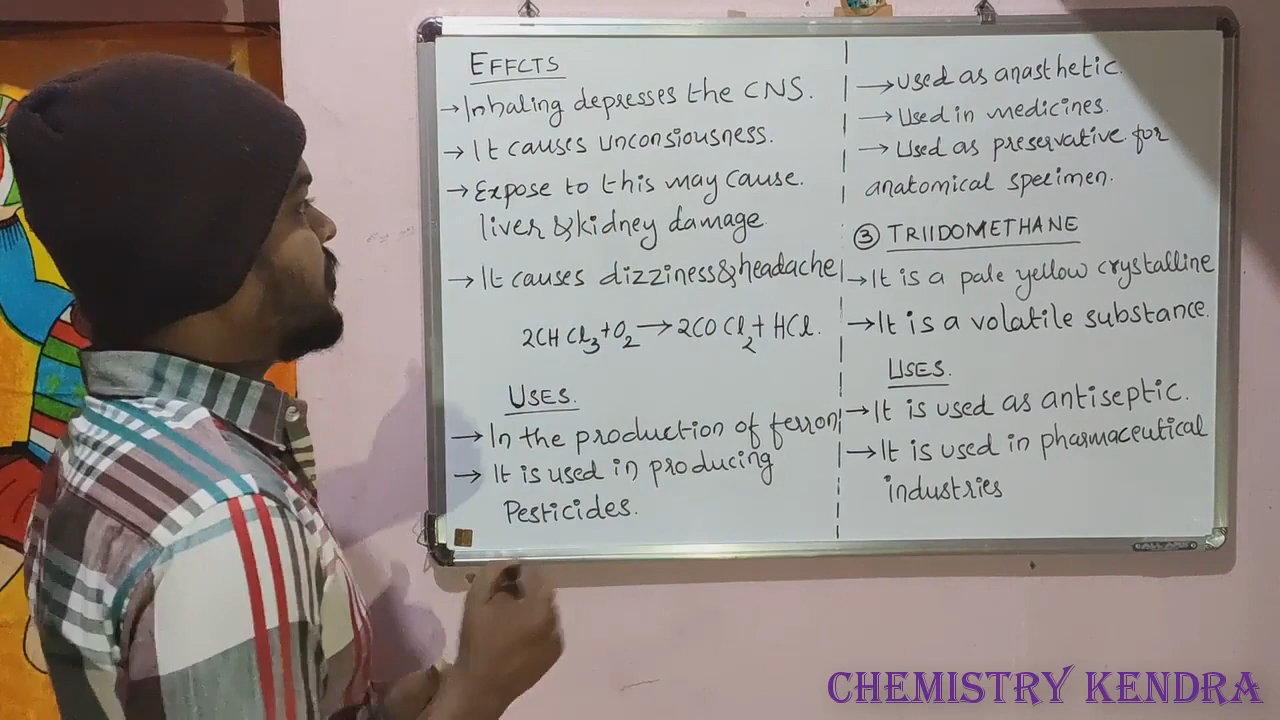 EFFCTS
→Inhaling depresses the CNS.
→ It causes unconsiousness.
→ Expose to this may cause.
liver & kidney damage
→ It causes dizziness & headache
2CHCl3 + O2 → 2COCl2 + HCl.
USES.
→ In the production of ferron
→ It is used in producing
Pesticides.
→ used as anasthetic.
→ Used in medicines.
→ Used as preservative for
anatomical specimen.
③ TRIIDOMETHANE
→ It is a pale yellow crystalline
→ It is a volatile substance.
USES.
→ It is used as antiseptic.
→ It is used in pharmaceutical
industries
CHEMISTRY KENDRA